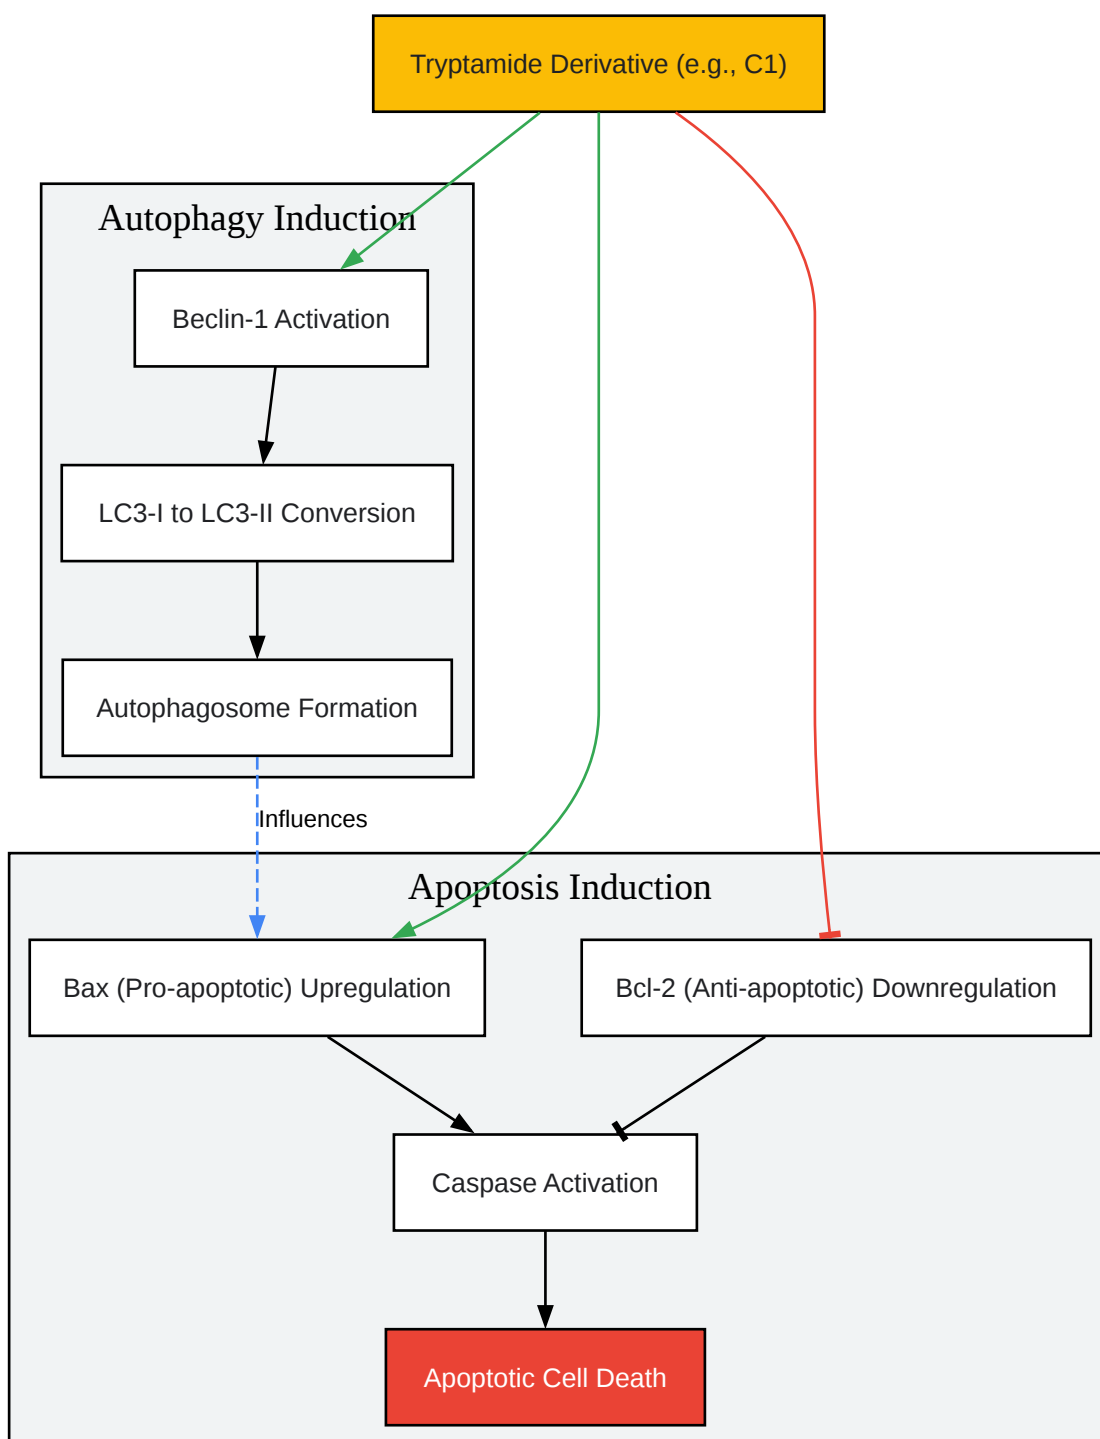 Tryptamide Derivative (e.g., C1)
Autophagy Induction
Beclin-1 Activation
LC3-I to LC3-II Conversion
Autophagosome Formation
Influences
Apoptosis Induction
Bax (Pro-apoptotic) Upregulation
Bcl-2 (Anti-apoptotic) Downregulation
Caspase Activation
Apoptotic Cell Death